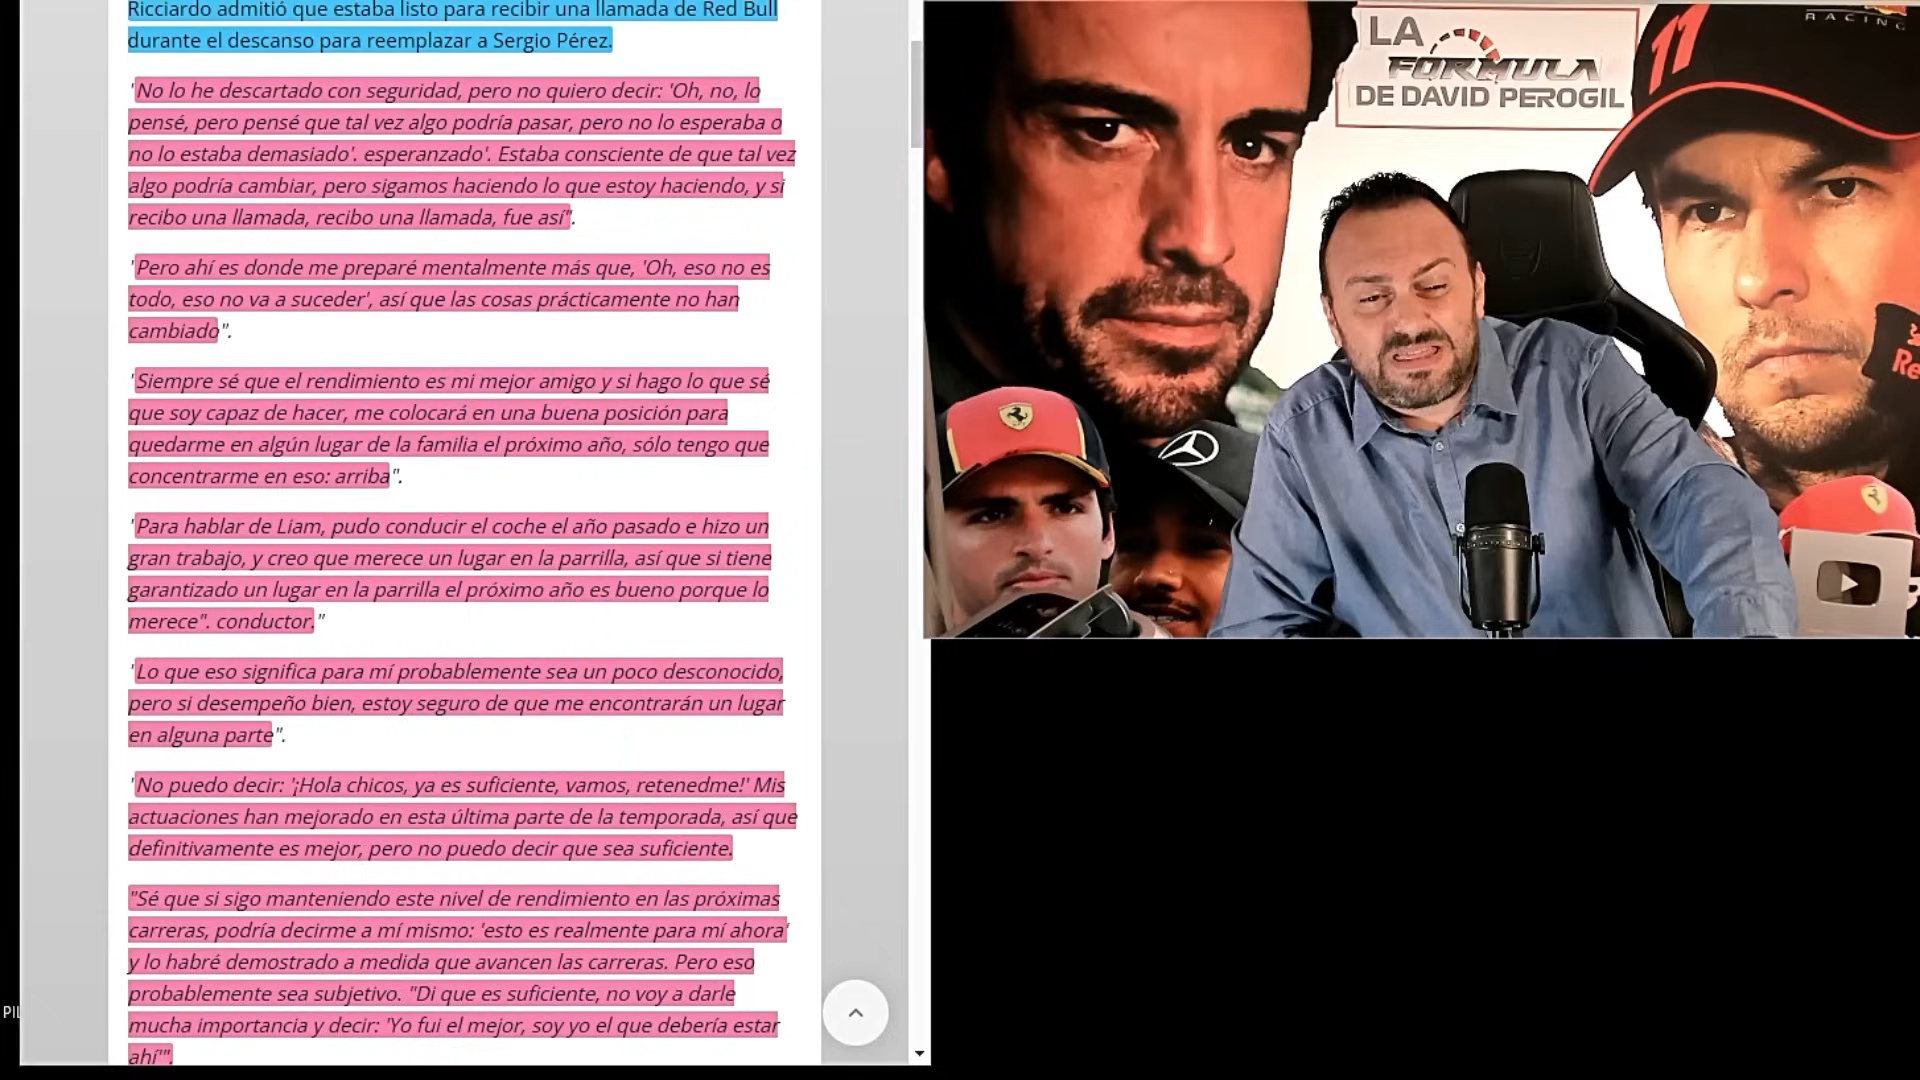 Ricciardo admitió que estaba listo para recibir una llamada de Red Bull
durante el descanso para reemplazar a Sergio Pérez.
'No lo he descartado con seguridad, pero no quiero decir: 'Oh, no, lo
pensé, pero pensé que tal vez algo podría pasar, pero no lo esperaba o
no lo estaba demasiado'. esperanzado'. Estaba consciente de que tal vez
algo podría cambiar, pero sigamos haciendo lo que estoy haciendo, y si
recibo una llamada, recibo una llamada, fue así".
'Pero ahí es donde me preparé mentalmente más que, 'Oh, eso no es
todo, eso no va a suceder', así que las cosas prácticamente no han
cambiado".
'Siempre sé que el rendimiento es mi mejor amigo y si hago lo que sé
que soy capaz de hacer, me colocará en una buena posición para
quedarme en algún lugar de la familia el próximo año, sólo tengo que
concentrarme en eso: arriba".
'Para hablar de Liam, pudo conducir el coche el año pasado e hizo un
gran trabajo, y creo que merece un lugar en la parrilla, así que si tiene
garantizado un lugar en la parrilla el próximo año es bueno porque lo
merece". conductor."
'Lo que eso significa para mí probablemente sea un poco desconocido,
pero si desempeño bien, estoy seguro de que me encontrarán un lugar
en alguna parte".
'No puedo decir: '¡Hola chicos, ya es suficiente, vamos, retenedme!' Mis
actuaciones han mejorado en esta última parte de la temporada, así que
definitivamente es mejor, pero no puedo decir que sea suficiente.
"Sé que si sigo manteniendo este nivel de rendimiento en las próximas
carreras, podría decirme a mí mismo: 'esto es realmente para mí ahora'
y lo habré demostrado a medida que avancen las carreras. Pero eso
probablemente sea subjetivo. "Di que es suficiente, no voy a darle
mucha importancia y decir: 'Yo fui el mejor, soy yo el que debería estar
ahí'".
LA
FÓRMULA
DE DAVID PEROGIL
11
RACING
Re
PIL